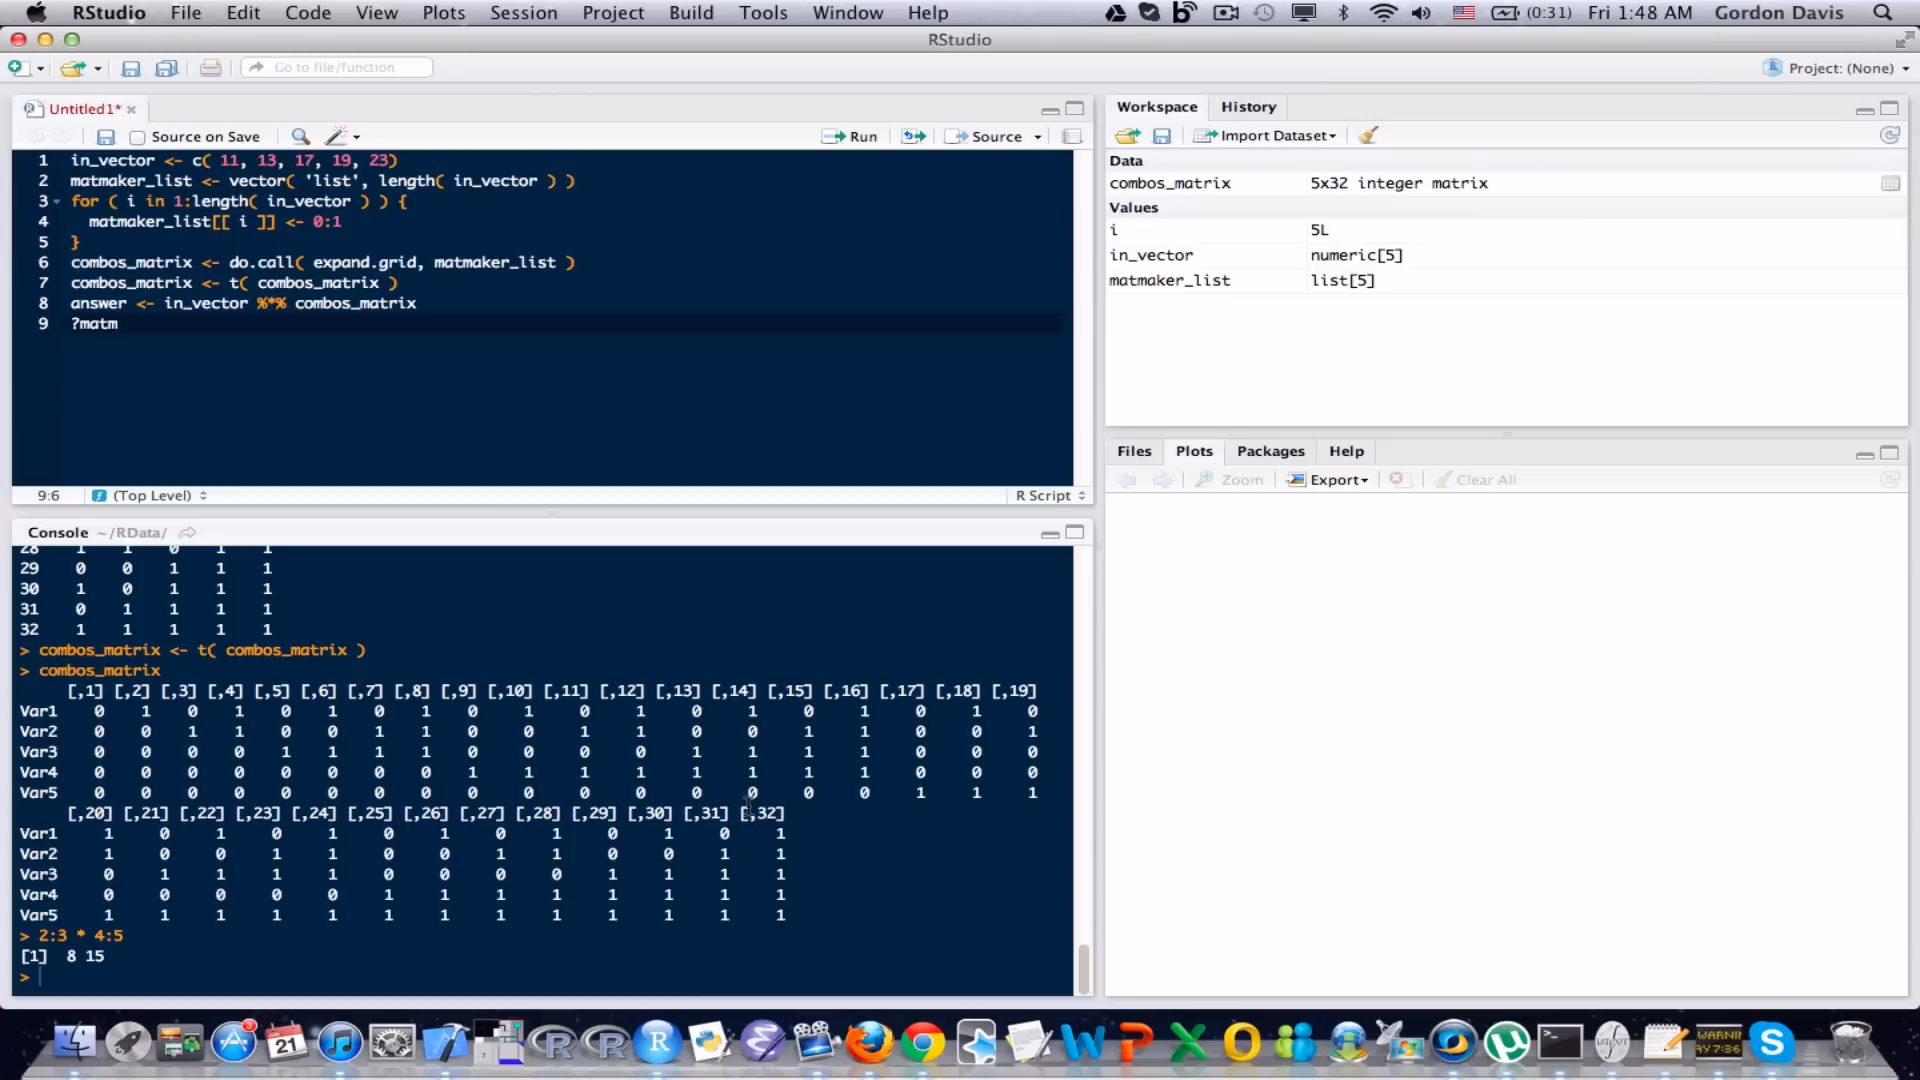 RStudio File Edit Code View Plots Session Project Build Tools Window Help (0:31) Fri 1:48 AM Gordon Davis
RStudio
Go to file/function Project: (None)
Untitled1*
Source on Save Run Source
1 in_vector <- c( 11, 13, 17, 19, 23)
2 matmaker_list <- vector( 'list', length( in_vector ) )
3 for ( i in 1:length( in_vector ) ) {
4 matmaker_list[[ i ]] <- 0:1
5 }
6 combos_matrix <- do.call( expand.grid, matmaker_list )
7 combos_matrix <- t( combos_matrix )
8 answer <- in_vector %*% combos_matrix
9 ?matm
9:6 (Top Level) R Script
Workspace History
Import Dataset
Data
combos_matrix 5x32 integer matrix
Values
i 5L
in_vector numeric[5]
matmaker_list list[5]
Files Plots Packages Help
Zoom Export Clear All
Console ~/RData/
28 1 1 0 1 1
29 0 0 1 1 1
30 1 0 1 1 1
31 0 1 1 1 1
32 1 1 1 1 1
> combos_matrix <- t( combos_matrix )
> combos_matrix
[,1] [,2] [,3] [,4] [,5] [,6] [,7] [,8] [,9] [,10] [,11] [,12] [,13] [,14] [,15] [,16] [,17] [,18] [,19]
Var1 0 1 0 1 0 1 0 1 0 1 0 1 0 1 0 1 0 1 0
Var2 0 0 1 1 0 0 1 1 0 0 1 1 0 0 1 1 0 0 1
Var3 0 0 0 0 1 1 1 1 0 0 0 0 1 1 1 1 0 0 0
Var4 0 0 0 0 0 0 0 0 1 1 1 1 1 1 1 1 0 0 0
Var5 0 0 0 0 0 0 0 0 0 0 0 0 0 0 0 0 1 1 1
[,20] [,21] [,22] [,23] [,24] [,25] [,26] [,27] [,28] [,29] [,30] [,31] [,32]
Var1 1 0 1 0 1 0 1 0 1 0 1 0 1
Var2 1 0 0 1 1 0 0 1 1 0 0 1 1
Var3 0 1 1 1 1 0 0 0 0 1 1 1 1
Var4 0 0 0 0 0 1 1 1 1 1 1 1 1
Var5 1 1 1 1 1 1 1 1 1 1 1 1 1
> 2:3 * 4:5
[1] 8 15
>